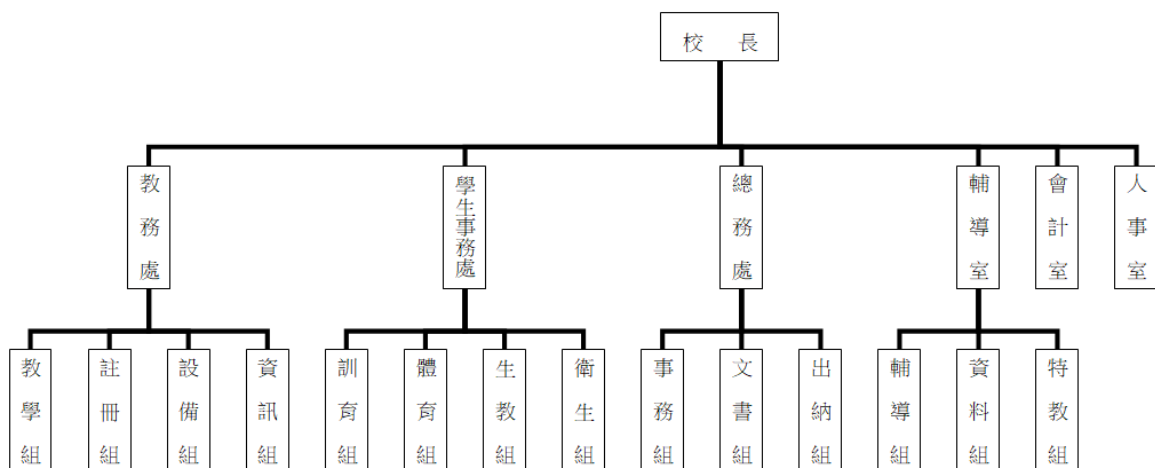 校長
教務處
學生事務處
總務處
輔導室
會計室
人事室
教學組
註冊組
設備組
資訊組
訓育組
體育組
生教組
衛生組
事務組
文書組
出納組
輔導組
資料組
特教組